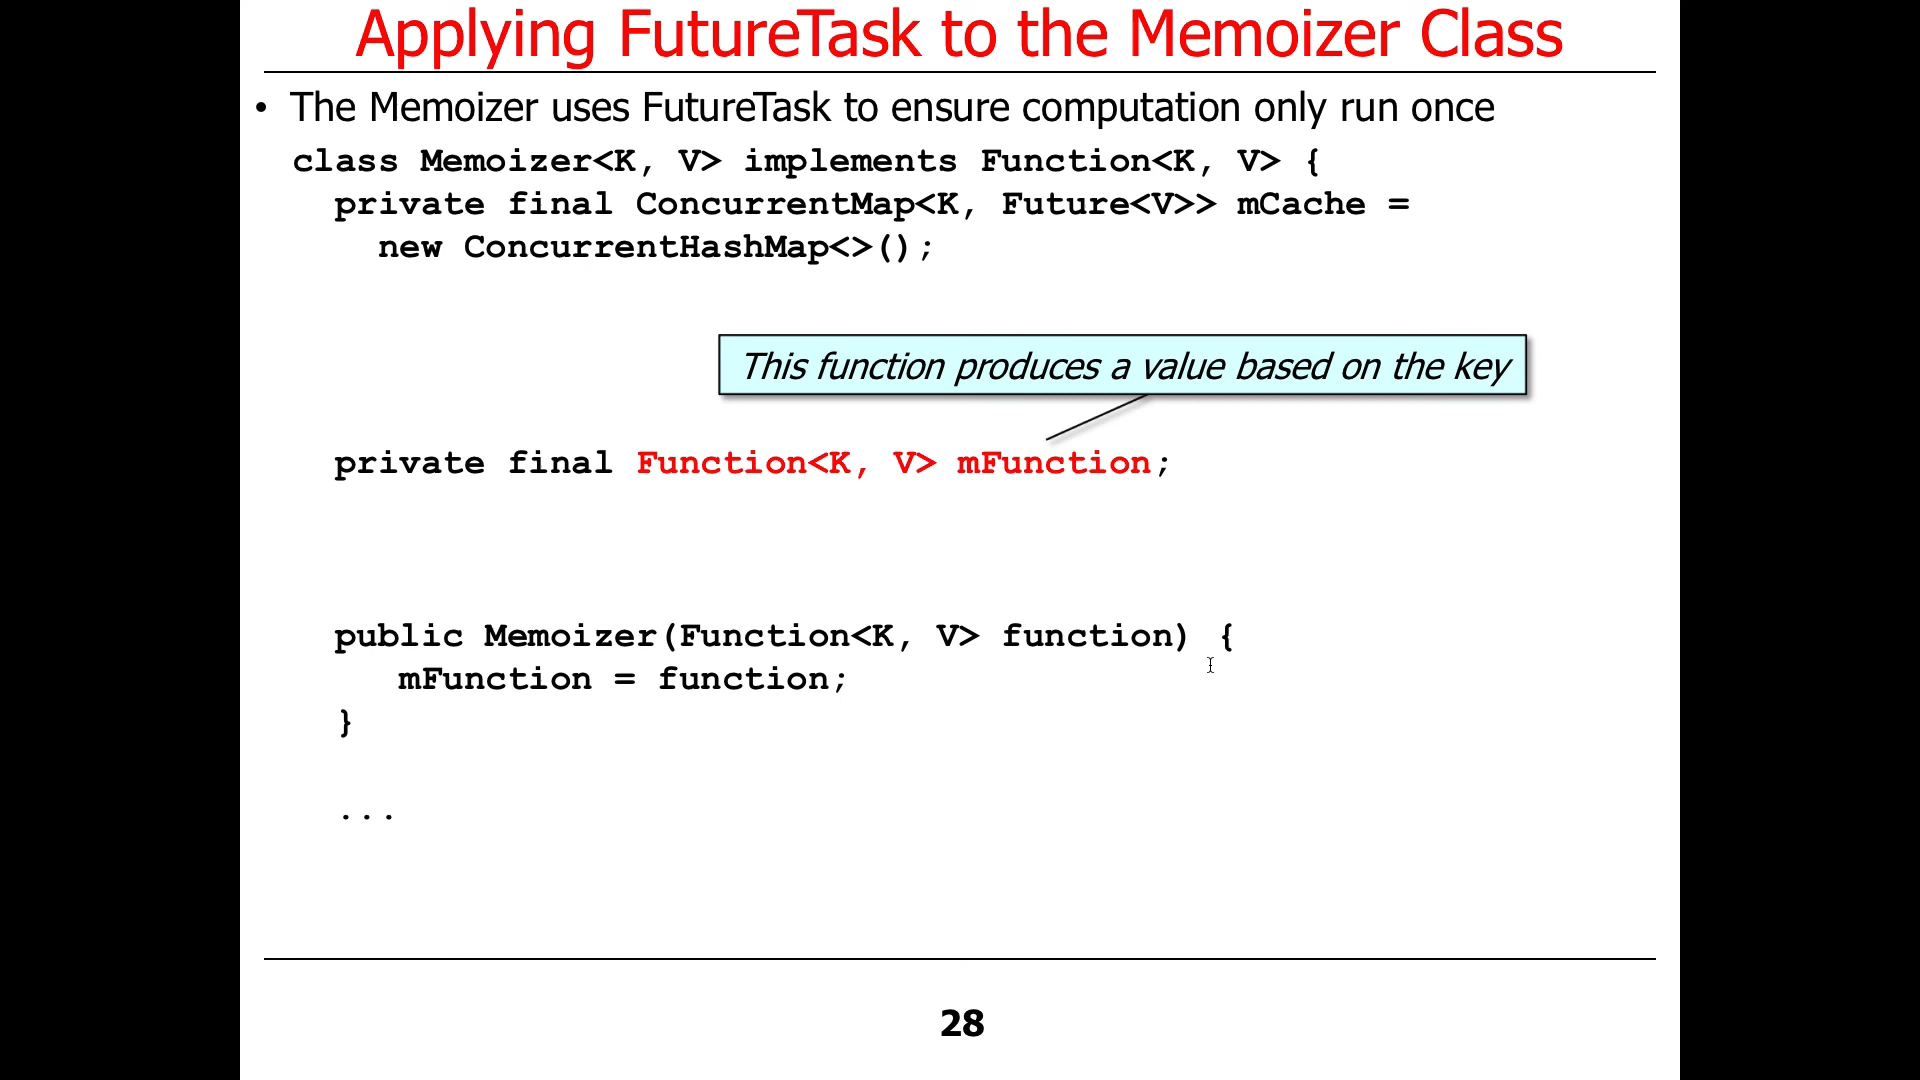 Applying FutureTask to the Memoizer Class
• The Memoizer uses FutureTask to ensure computation only run once
class Memoizer<K, V> implements Function<K, V> {
private final ConcurrentMap<K, Future<V>> mCache =
new ConcurrentHashMap<>();
This function produces a value based on the key
private final Function<K, V> mFunction;
public Memoizer(Function<K, V> function) {
mFunction = function;
}
...
28